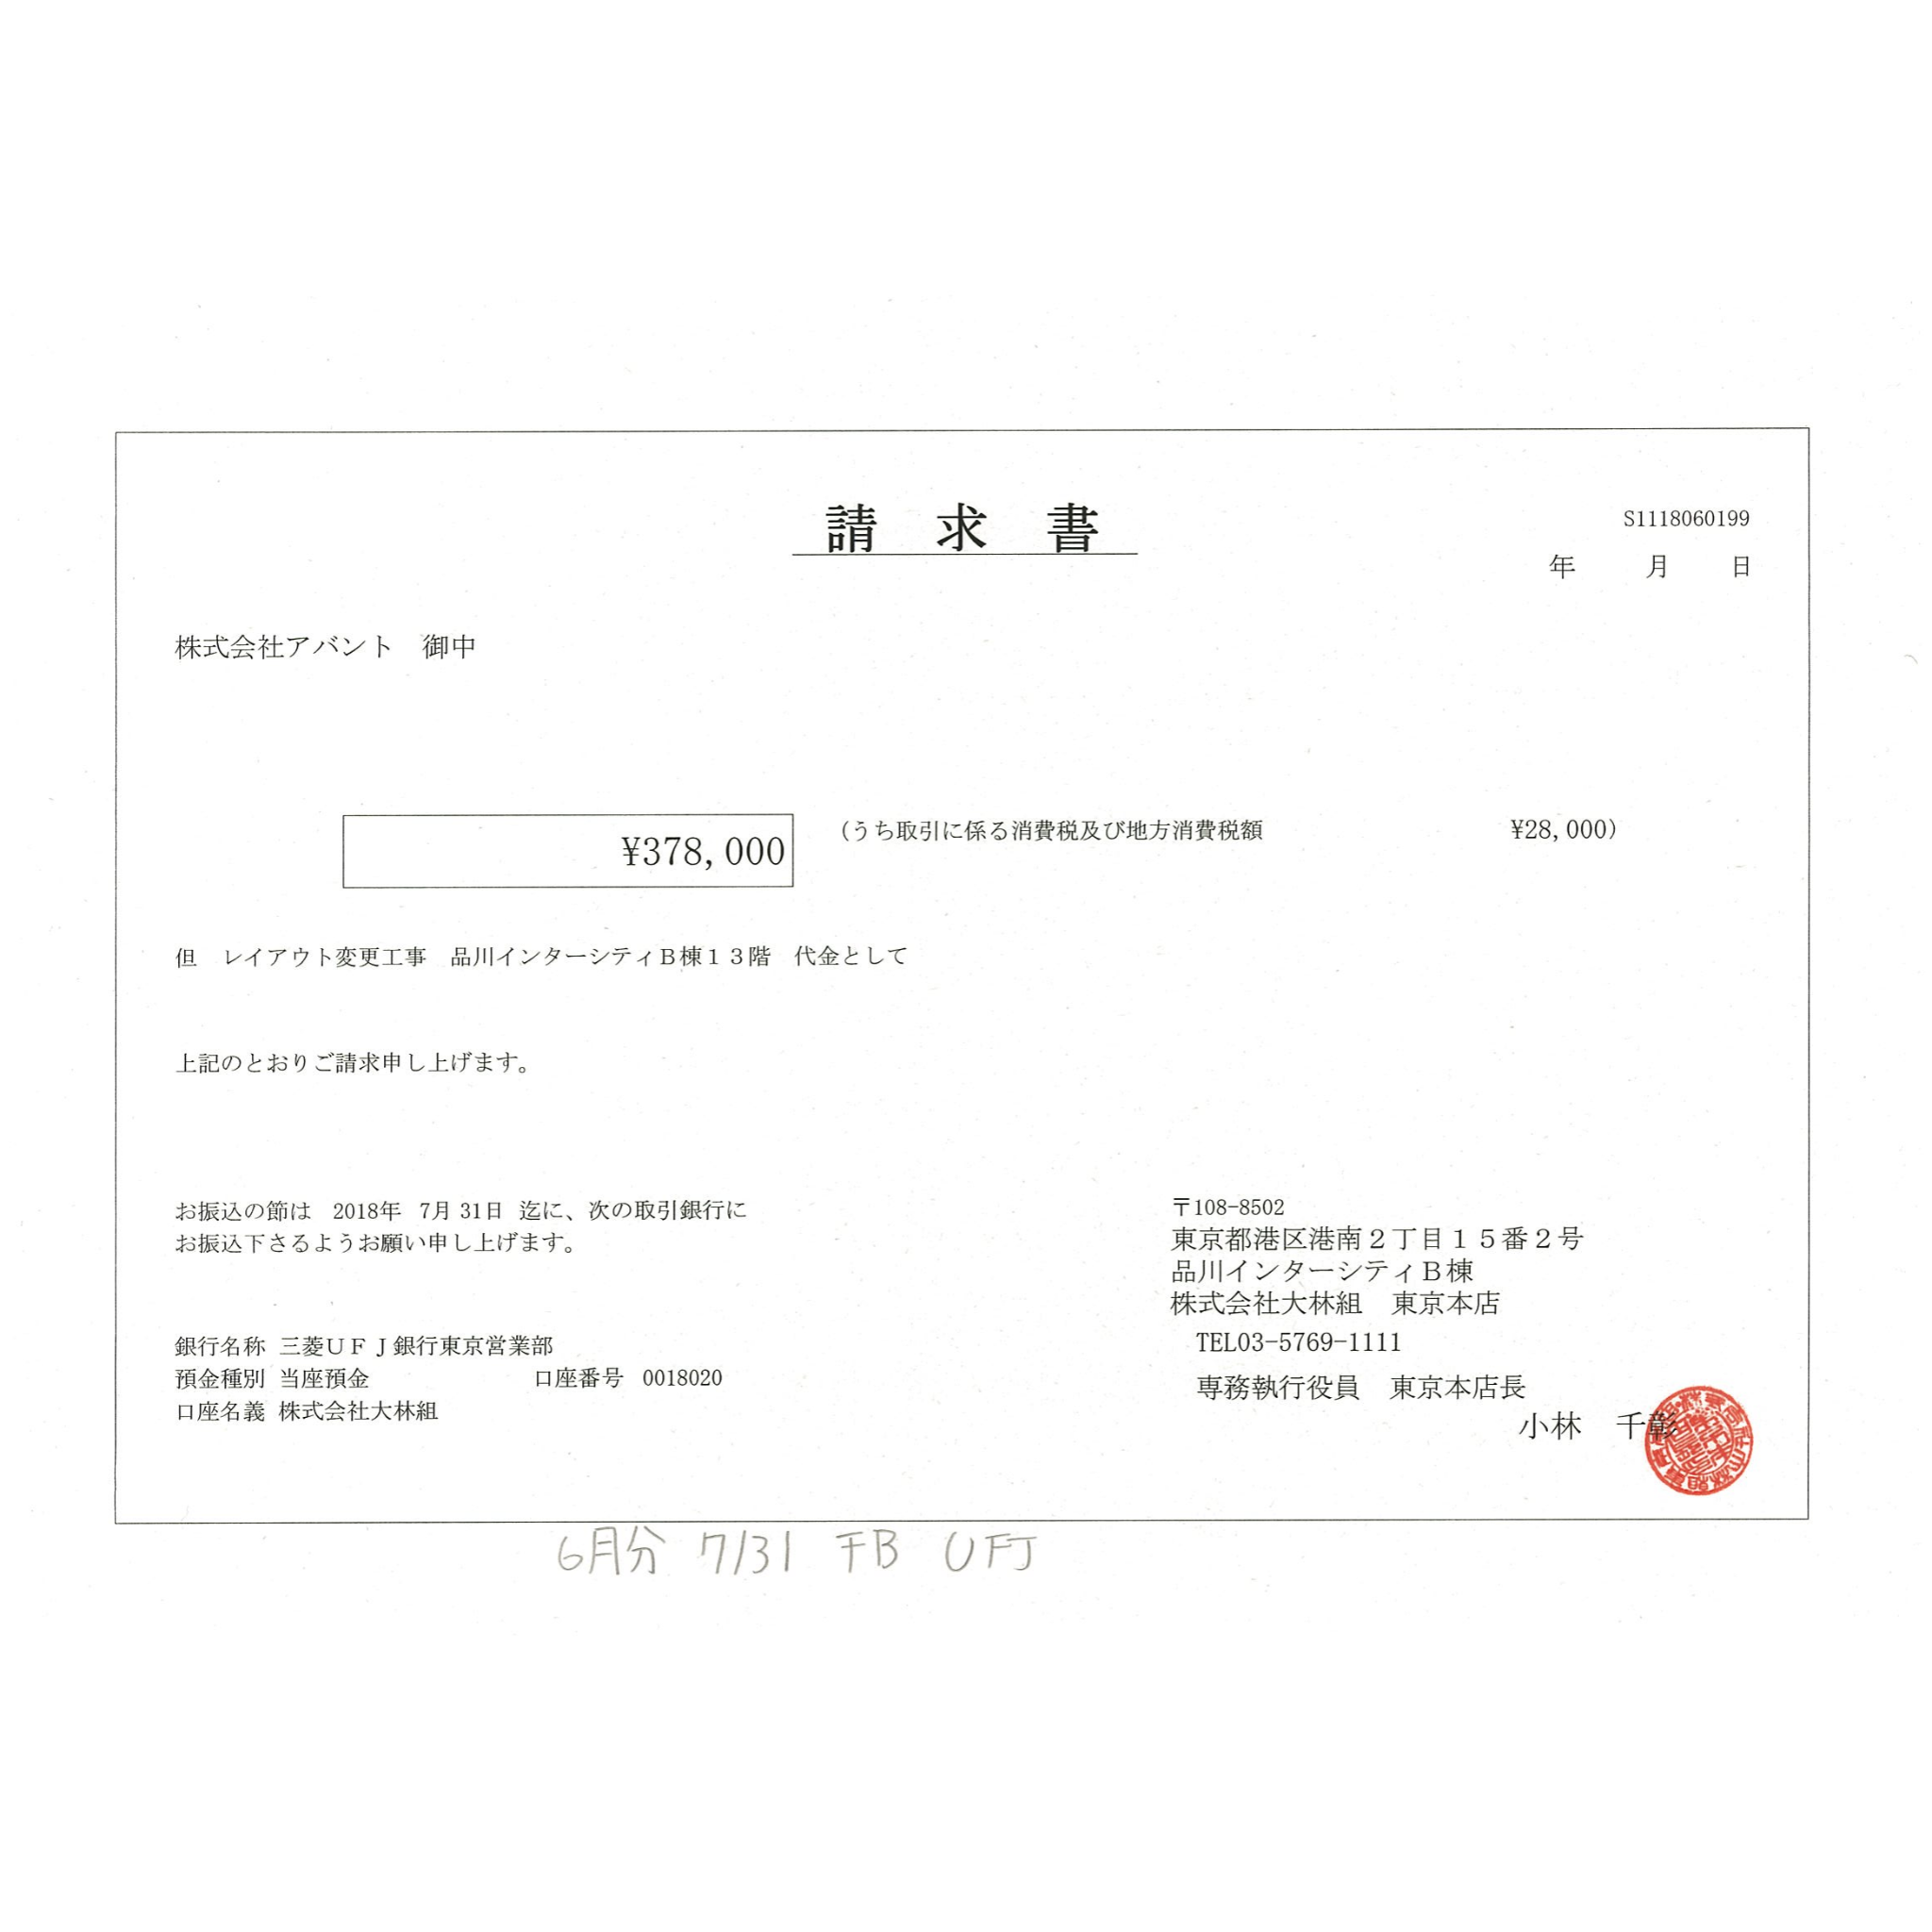 請求書
S1118060199
年 月 日
株式会社アバント 御中
¥378,000
(うち取引に係る消費税及び地方消費税額 ¥28,000)
但 レイアウト変更工事 品川インターシティB棟13階 代金として
上記のとおりご請求申し上げます。
お振込の節は 2018年 7月31日 迄に、次の取引銀行に
お振込下さるようお願い申し上げます。
銀行名称 三菱UFJ銀行東京営業部
預金種別 当座預金 口座番号 0018020
口座名義 株式会社大林組
〒108-8502
東京都港区港南2丁目15番2号
品川インターシティB棟
株式会社大林組 東京本店
TEL03-5769-1111
専務執行役員 東京本店長
小林 千彰
6月分 7/31 FB UFJ